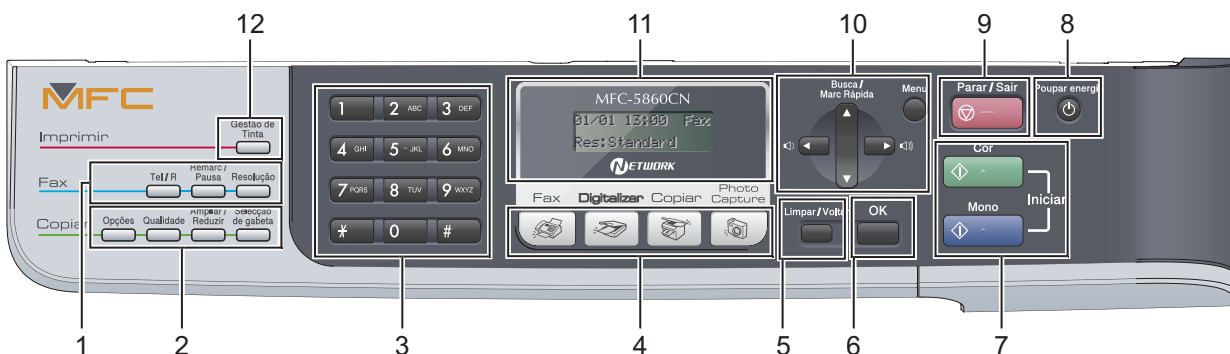 12 11 10 9 8
MFC
Imprimir
Gestão de
Tinta
Fax
Tel / R
Remarc /
Pausa
Resolução
Copiar
Opções
Qualidade
Ampliar /
Reduzir
Selecção
de gabeta
1
2 ABC
3 DEF
4 GHI
5 JKL
6 MNO
7 PQRS
8 TUV
9 WXYZ
*
0
#
MFC-5860CN
01/01 13:00 Fax
Res:Standard
NETWORK
Fax
Digitalizar
Copiar
Photo
Capture
Busca /
Marc Rápida
Menu
Limpar / Volta
OK
Parar / Sair
Poupar energi
Cor
Mono
Iniciar
1 2 3 4 5 6 7